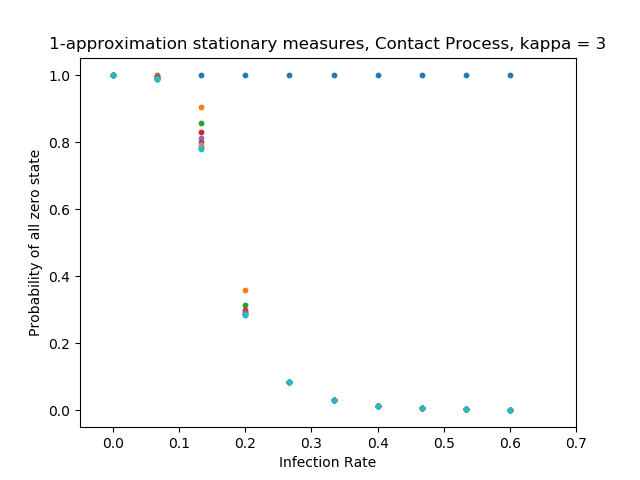 1-approximation stationary measures, Contact Process, kappa = 3
Probability of all zero state
1.0
0.8
0.6
0.4
0.2
0.0
0.0 0.1 0.2 0.3 0.4 0.5 0.6 0.7
Infection Rate